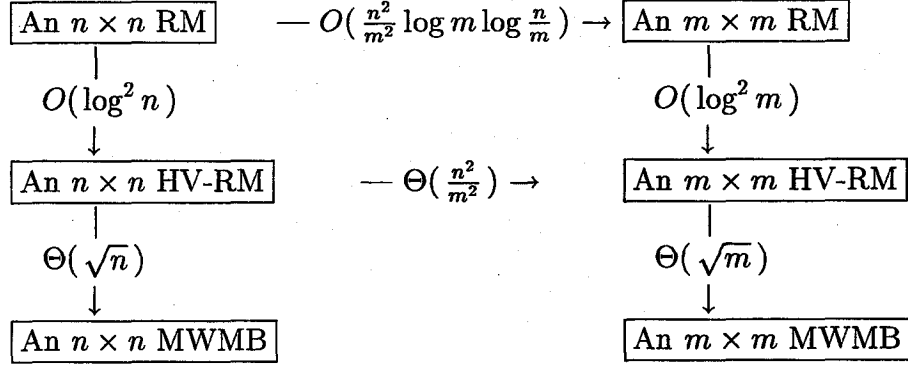 An n × n RM — O( n²/m² log m log n/m ) → An m × m RM
O( log² n ) O( log² m )
An n × n HV-RM — Θ( n²/m² ) → An m × m HV-RM
Θ( √n ) Θ( √m )
An n × n MWMB An m × m MWMB